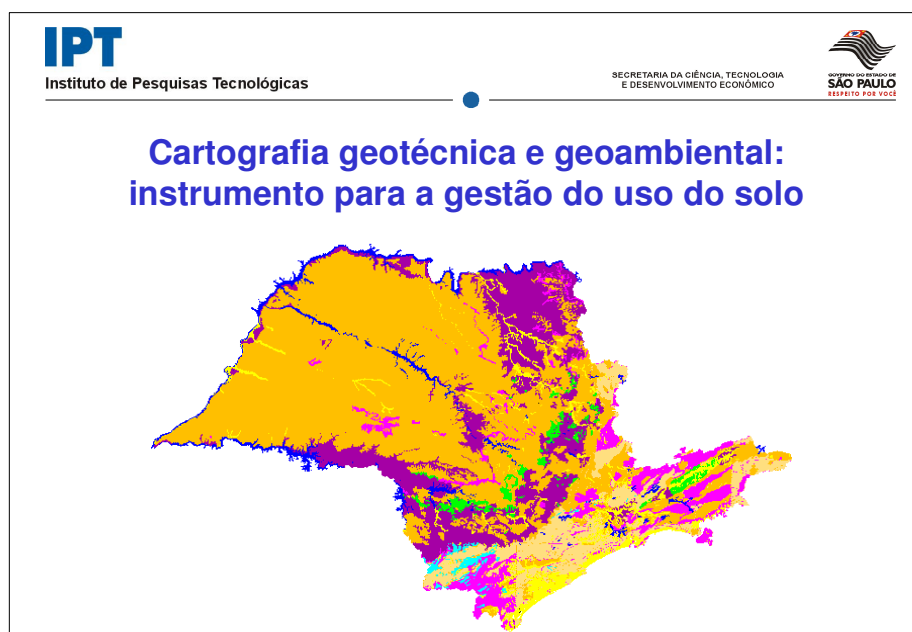 IPT
Instituto de Pesquisas Tecnológicas
SECRETARIA DA CIÊNCIA, TECNOLOGIA
E DESENVOLVIMENTO ECONÔMICO
GOVERNO DO ESTADO DE
SÃO PAULO
RESPEITO POR VOCÊ
Cartografia geotécnica e geoambiental:
instrumento para a gestão do uso do solo